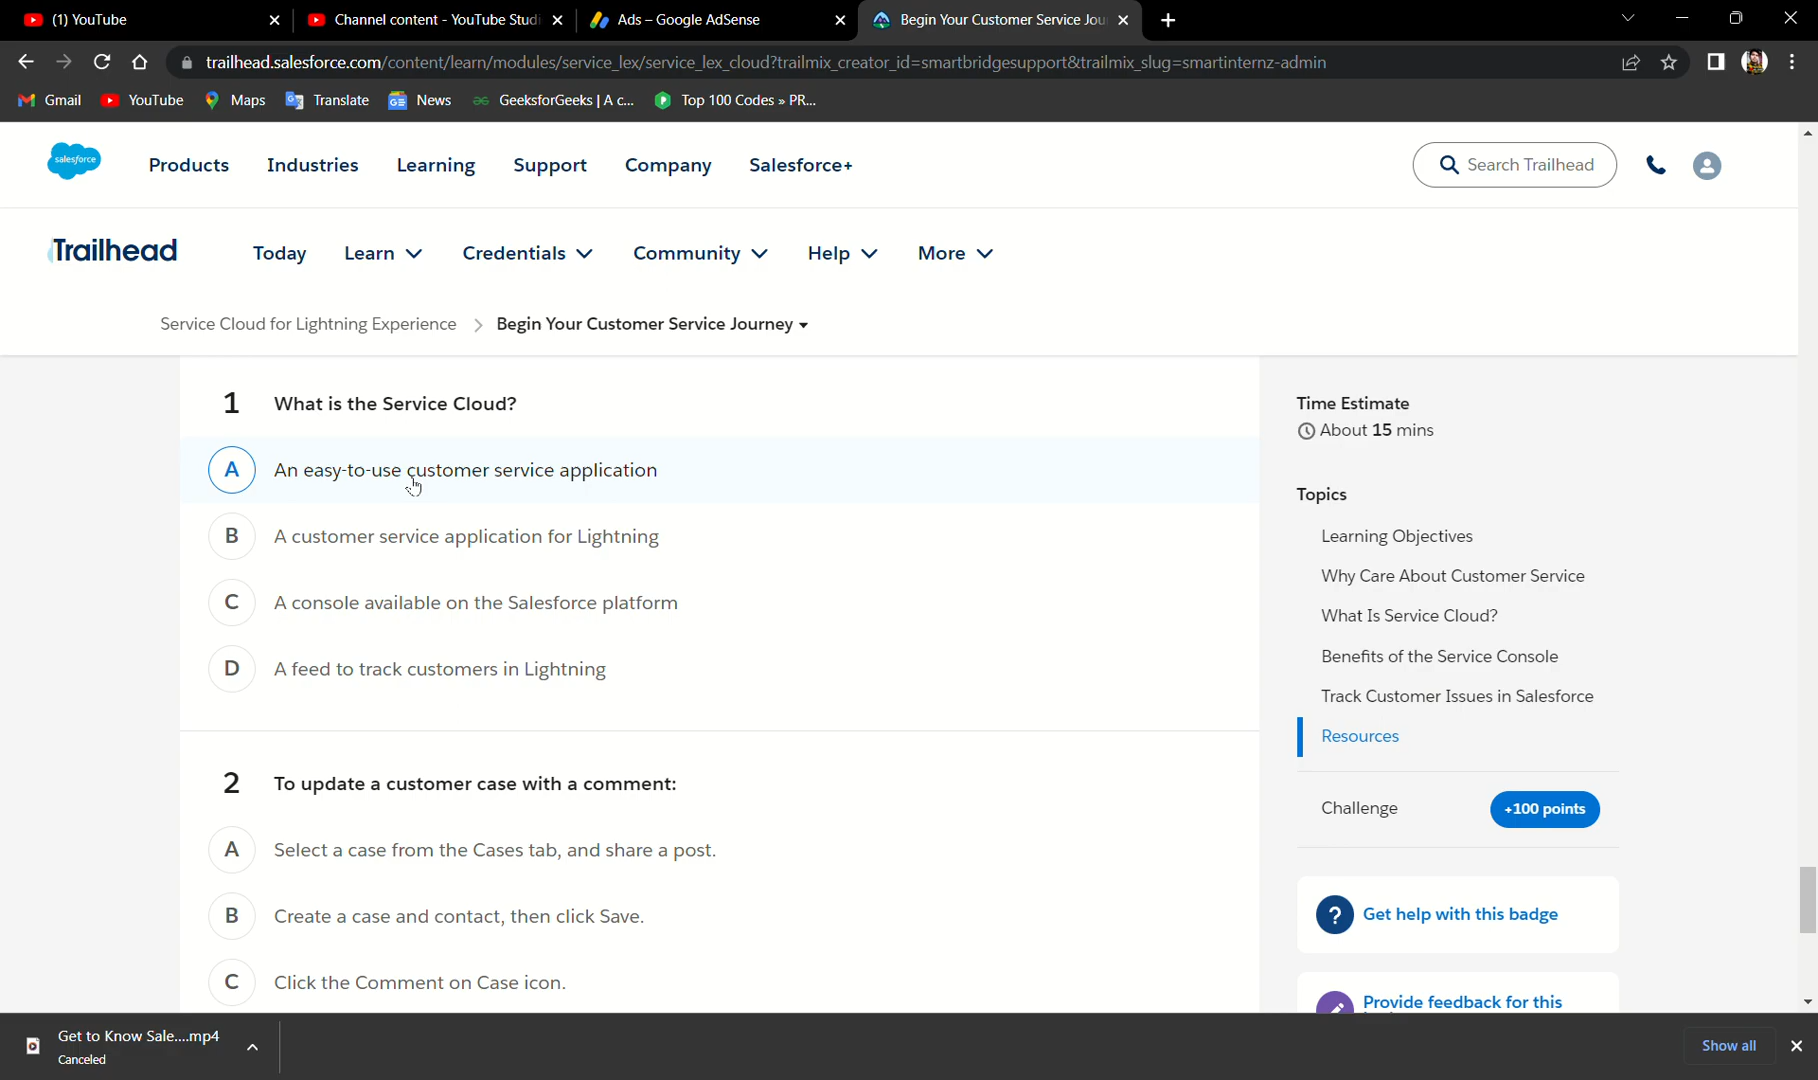 (1) YouTube
Channel content - YouTube Studi
Ads – Google AdSense
Begin Your Customer Service Jou
trailhead.salesforce.com/content/learn/modules/service_lex/service_lex_cloud?trailmix_creator_id=smartbridgesupport&trailmix_slug=smartinternz-admin
Gmail YouTube Maps Translate News GeeksforGeeks | A c... Top 100 Codes » PR...
salesforce Products Industries Learning Support Company Salesforce+ Search Trailhead
Trailhead Today Learn Credentials Community Help More
Service Cloud for Lightning Experience > Begin Your Customer Service Journey
1 What is the Service Cloud?
A An easy-to-use customer service application
B A customer service application for Lightning
C A console available on the Salesforce platform
D A feed to track customers in Lightning
2 To update a customer case with a comment:
A Select a case from the Cases tab, and share a post.
B Create a case and contact, then click Save.
C Click the Comment on Case icon.
Time Estimate
About 15 mins
Topics
Learning Objectives
Why Care About Customer Service
What Is Service Cloud?
Benefits of the Service Console
Track Customer Issues in Salesforce
Resources
Challenge +100 points
? Get help with this badge
Provide feedback for this
Get to Know Sale....mp4
Canceled
Show all